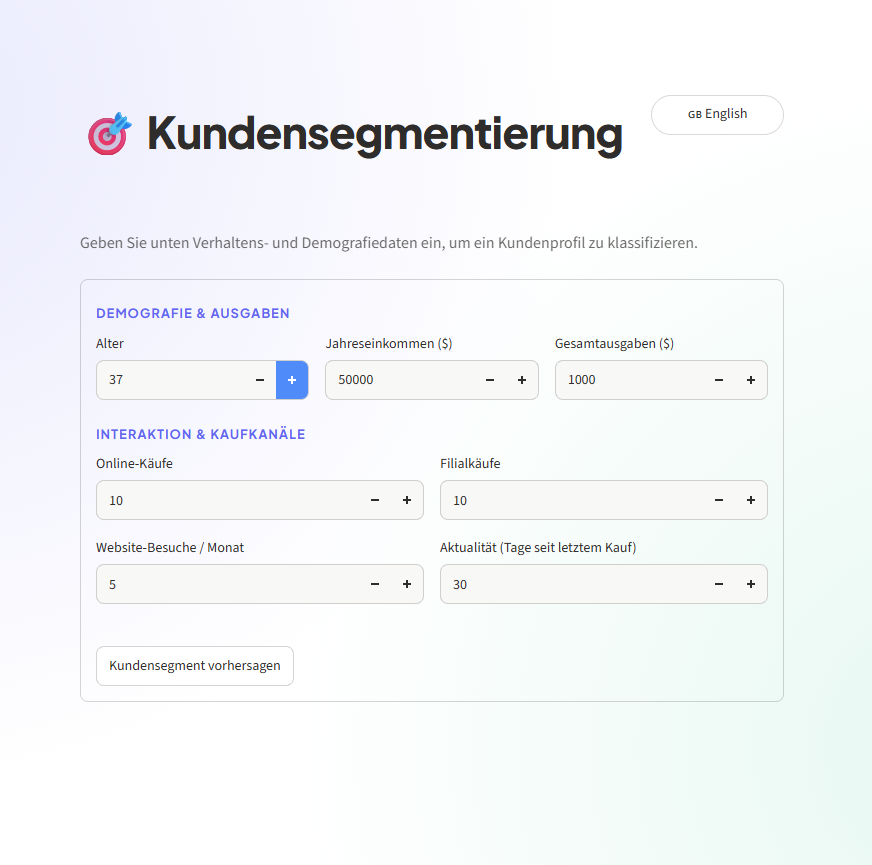 Kundensegmentierung
GB English
Geben Sie unten Verhaltens- und Demografiedaten ein, um ein Kundenprofil zu klassifizieren.
DEMOGRAFIE & AUSGABEN
Alter
Jahreseinkommen ($)
Gesamtausgaben ($)
37
50000
1000
INTERAKTION & KAUFKANÄLE
Online-Käufe
Filialkäufe
10
10
Website-Besuche / Monat
Aktualität (Tage seit letztem Kauf)
5
30
Kundensegment vorhersagen